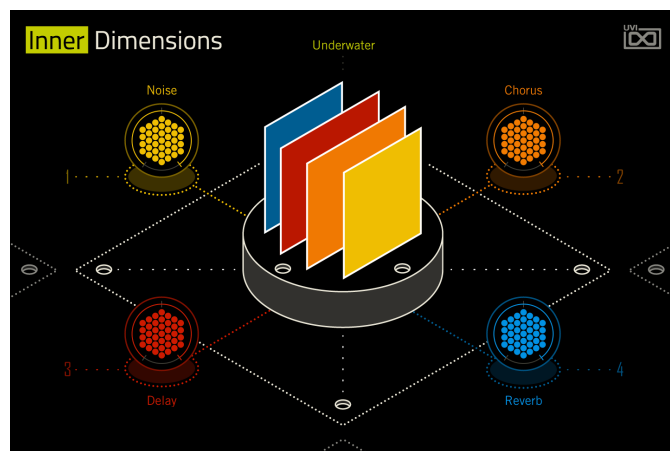 Inner Dimensions
UVI
Underwater
Noise
Chorus
1
2
3
4
Delay
Reverb